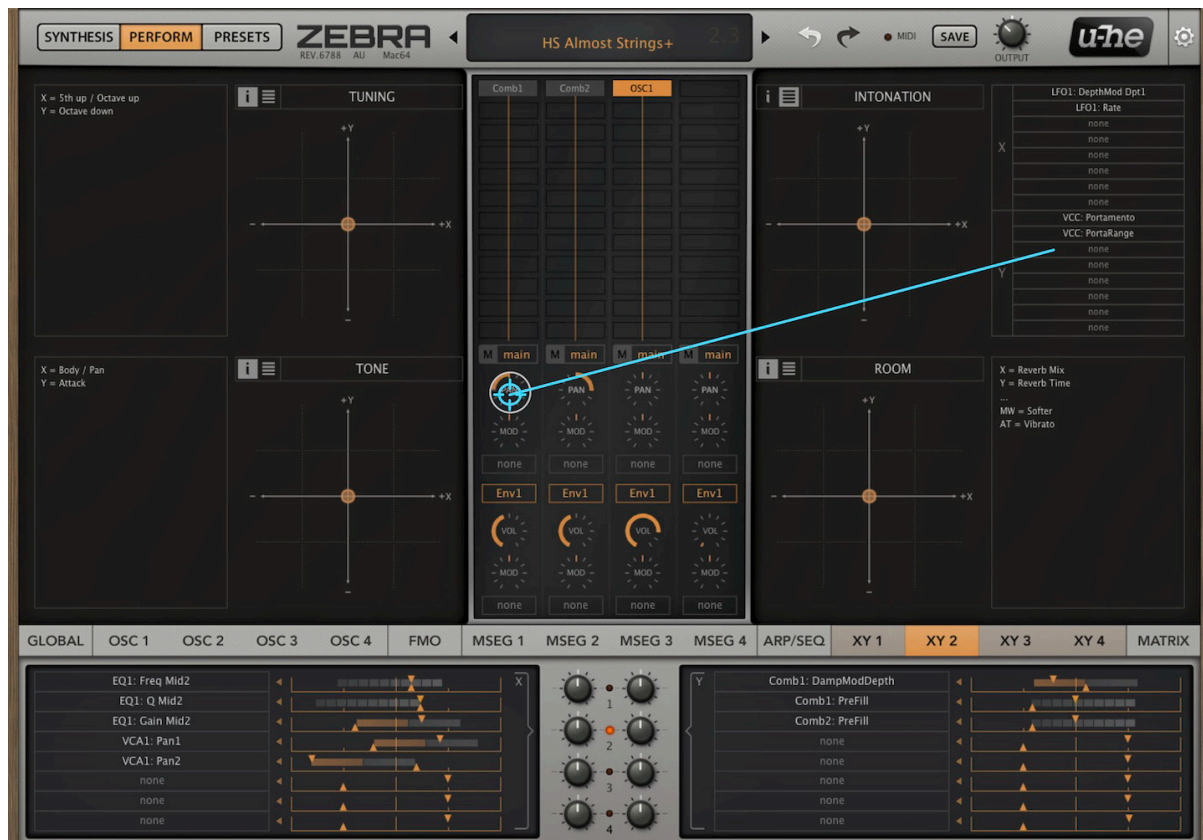 SYNTHESIS PERFORM PRESETS
ZEBRA
REV.6788 AU Mac64
HS Almost Strings+
2.3
MIDI
SAVE
OUTPUT
u-he
X = 5th up / Octave up
Y = Octave down
i TUNING
+Y
- +X
-
Comb1 Comb2 OSC1
i INTONATION
+Y
- +X
-
X
LFO1: DepthMod Dpt1
LFO1: Rate
none
none
none
none
none
none
Y
VCC: Portamento
VCC: PortaRange
none
none
none
none
none
none
M main M main M main M main
PAN PAN PAN
MOD MOD MOD MOD
none none none none
Env1 Env1 Env1 Env1
VOL VOL VOL VOL
MOD MOD MOD MOD
none none none none
X = Body / Pan
Y = Attack
i TONE
+Y
- +X
-
i ROOM
+Y
- +X
-
X = Reverb Mix
Y = Reverb Time
...
MW = Softer
AT = Vibrato
GLOBAL OSC 1 OSC 2 OSC 3 OSC 4 FMO MSEG 1 MSEG 2 MSEG 3 MSEG 4 ARP/SEQ XY 1 XY 2 XY 3 XY 4 MATRIX
EQ1: Freq Mid2
EQ1: Q Mid2
EQ1: Gain Mid2
VCA1: Pan1
VCA1: Pan2
none
none
none
X
1
2
3
4
Y
Comb1: DampModDepth
Comb1: PreFill
Comb2: PreFill
none
none
none
none
none